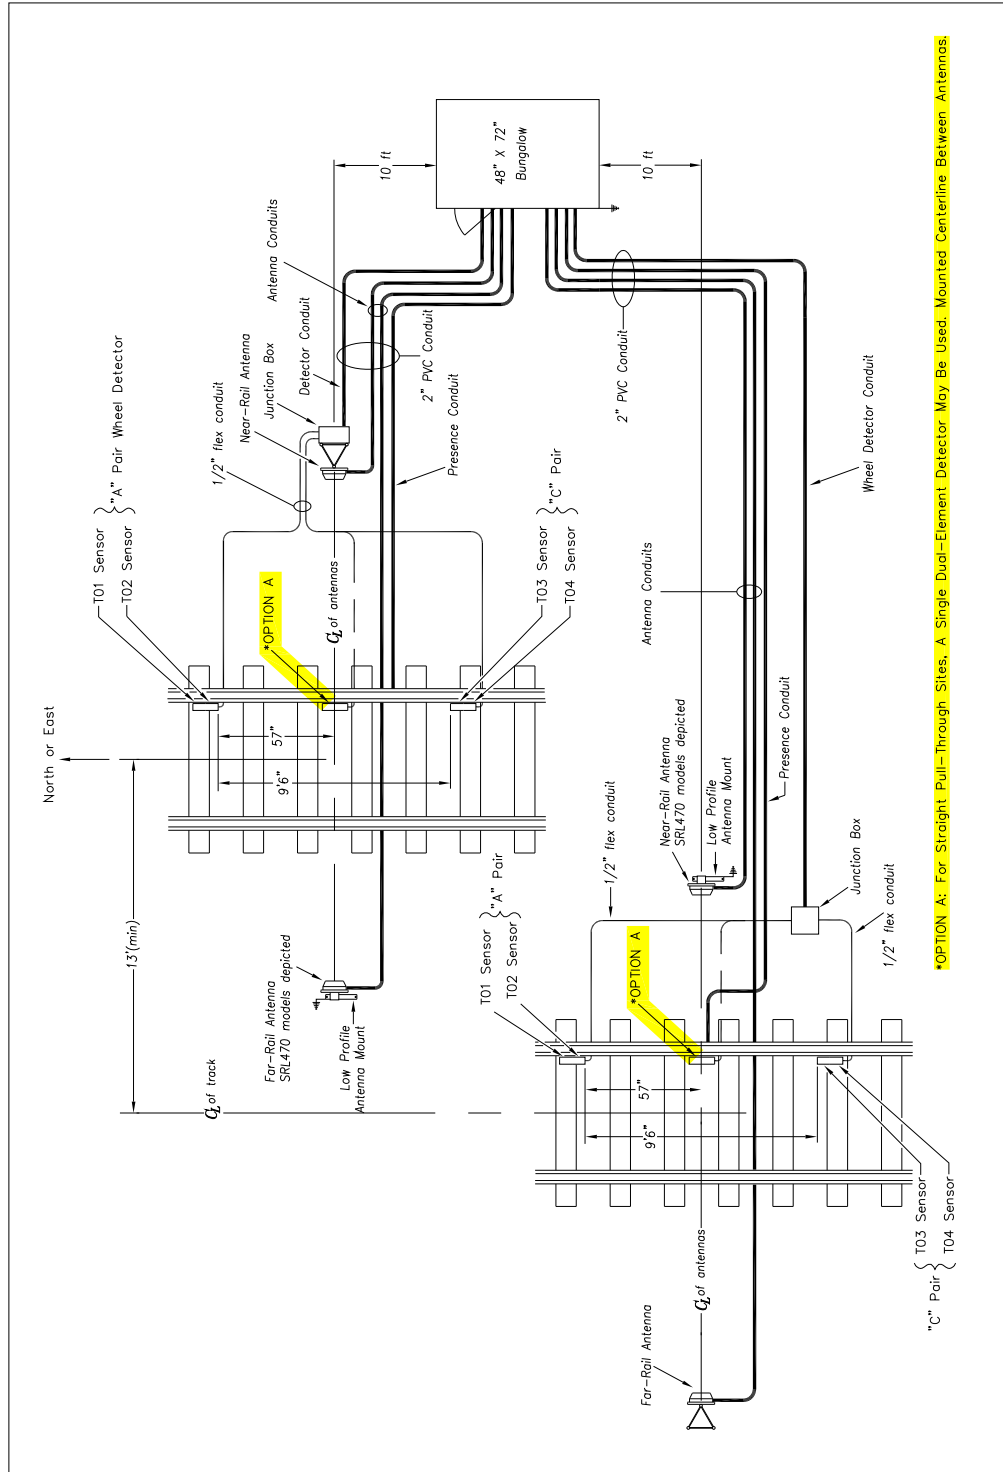 *OPTION A: For Straight Pull-Through Sites, A Single Dual-Element Detector May Be Used. Mounted Centerline Between Antennas.
48" X 72"
Bungalow
10 ft
10 ft
Antenna Conduits
Detector Conduit
Junction Box
Near-Rail Antenna
1/2" flex conduit
"A" Pair Wheel Detector
T01 Sensor
T02 Sensor
2" PVC Conduit
Presence Conduit
"C" Pair
T03 Sensor
T04 Sensor
*OPTION A
CL of antennas
57"
9'6"
North or East
13'(min)
Far-Rail Antenna
SRL470 models depicted
Low Profile
Antenna Mount
CL of track
2" PVC Conduit
Wheel Detector Conduit
Antenna Conduits
Presence Conduit
Near-Rail Antenna
SRL470 models depicted
Low Profile
Antenna Mount
1/2" flex conduit
"A" Pair
T01 Sensor
T02 Sensor
*OPTION A
Junction Box
1/2" flex conduit
57"
9'6"
T03 Sensor
T04 Sensor
"C" Pair
CL of antennas
Far-Rail Antenna